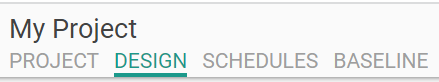 My Project
PROJECT DESIGN SCHEDULES BASELINE